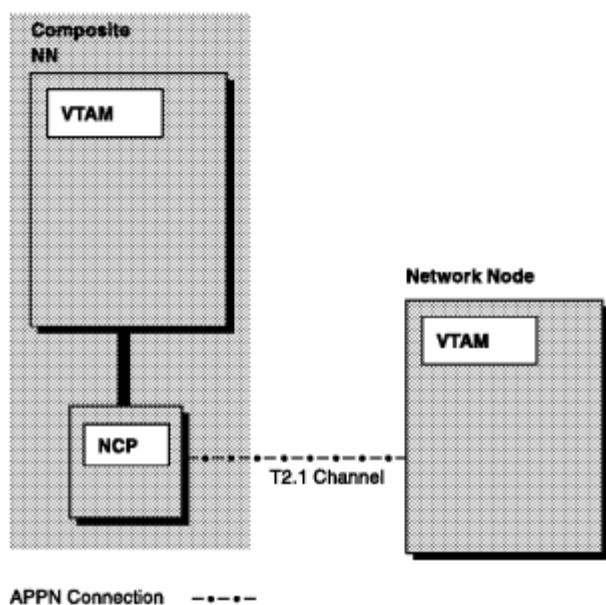 Composite
NN
VTAM
Network Node
VTAM
NCP
T2.1 Channel
APPN Connection